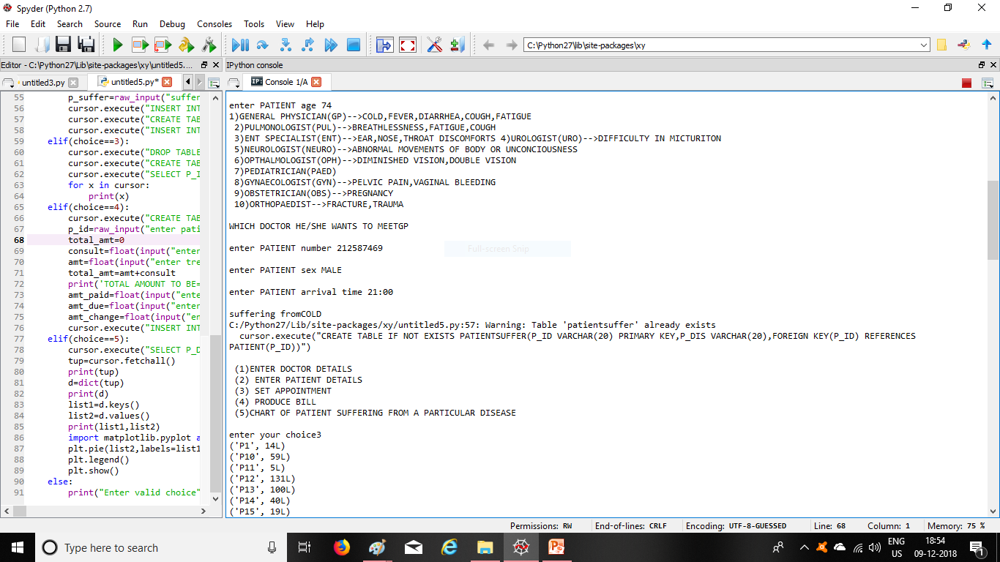 Spyder (Python 2.7)
File Edit Search Source Run Debug Consoles Tools View Help
C:\Python27\lib\site-packages\xy
Editor - C:\Python27\Lib\site-packages\xy\untitled5....
untitled3.py untitled5.py*
55 p_suffer=raw_input("suffer
56 cursor.execute("INSERT INT
57 cursor.execute("CREATE TAB
58 cursor.execute("INSERT INT
59 elif(choice==3):
60 cursor.execute("DROP TABLE
61 cursor.execute("CREATE TAB
62 cursor.execute("SELECT P_I
63 for x in cursor:
64 print(x)
65 elif(choice==4):
66 cursor.execute("CREATE TAB
67 p_id=raw_input("enter pati
68 total_amt=0
69 consult=float(input("enter
70 amt=float(input("enter tre
71 total_amt=amt+consult
72 print('TOTAL AMOUNT TO BE=
73 amt_paid=float(input("ente
74 amt_due=float(input("enter
75 amt_change=float(input("en
76 cursor.execute("INSERT INT
77 elif(choice==5):
78 cursor.execute("SELECT P_D
79 tup=cursor.fetchall()
80 print(tup)
81 d=dict(tup)
82 print(d)
83 list1=d.keys()
84 list2=d.values()
85 print(list1,list2)
86 import matplotlib.pyplot a
87 plt.pie(list2,labels=list1
88 plt.legend()
89 plt.show()
90 else:
91 print("Enter valid choice"
IPython console
IP: Console 1/A
enter PATIENT age 74
1)GENERAL PHYSICIAN(GP)-->COLD,FEVER,DIARRHEA,COUGH,FATIGUE
2)PULMONOLOGIST(PUL)-->BREATHLESSNESS,FATIGUE,COUGH
3)ENT SPECIALIST(ENT)-->EAR,NOSE,THROAT DISCOMFORTS 4)UROLOGIST(URO)-->DIFFICULTY IN MICTURITON
5)NEUROLOGIST(NEURO)-->ABNORMAL MOVEMENTS OF BODY OR UNCONCIOUSNESS
6)OPTHALMOLOGIST(OPH)-->DIMINISHED VISION,DOUBLE VISION
7)PEDIATRICIAN(PAED)
8)GYNAECOLOGIST(GYN)-->PELVIC PAIN,VAGINAL BLEEDING
9)OBSTETRICIAN(OBS)-->PREGNANCY
10)ORTHOPAEDIST-->FRACTURE,TRAUMA
WHICH DOCTOR HE/SHE WANTS TO MEETGP
enter PATIENT number 212587469
Full-screen Snip
enter PATIENT sex MALE
enter PATIENT arrival time 21:00
suffering fromCOLD
C:/Python27/Lib/site-packages/xy/untitled5.py:57: Warning: Table 'patientsuffer' already exists
cursor.execute("CREATE TABLE IF NOT EXISTS PATIENTSUFFER(P_ID VARCHAR(20) PRIMARY KEY,P_DIS VARCHAR(20),FOREIGN KEY(P_ID) REFERENCES
PATIENT(P_ID))")
(1)ENTER DOCTOR DETAILS
(2) ENTER PATIENT DETAILS
(3) SET APPOINTMENT
(4) PRODUCE BILL
(5)CHART OF PATIENT SUFFERING FROM A PARTICULAR DISEASE
enter your choice3
('P1', 14L)
('P10', 59L)
('P11', 5L)
('P12', 131L)
('P13', 100L)
('P14', 40L)
('P15', 19L)
Permissions: RW End-of-lines: CRLF Encoding: UTF-8-GUESSED Line: 68 Column: 1 Memory: 75 %
Type here to search
ENG
US
18:54
09-12-2018
1